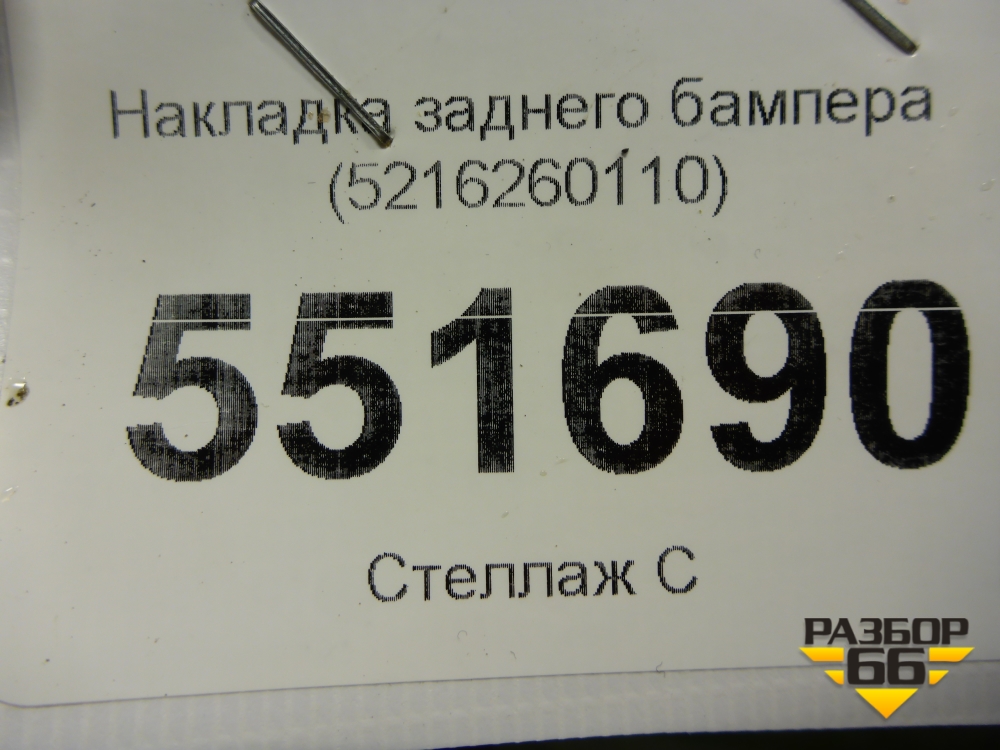 Накладка заднего бампера
(5216260110)
551690
Стеллаж С
РАЗБОР
66